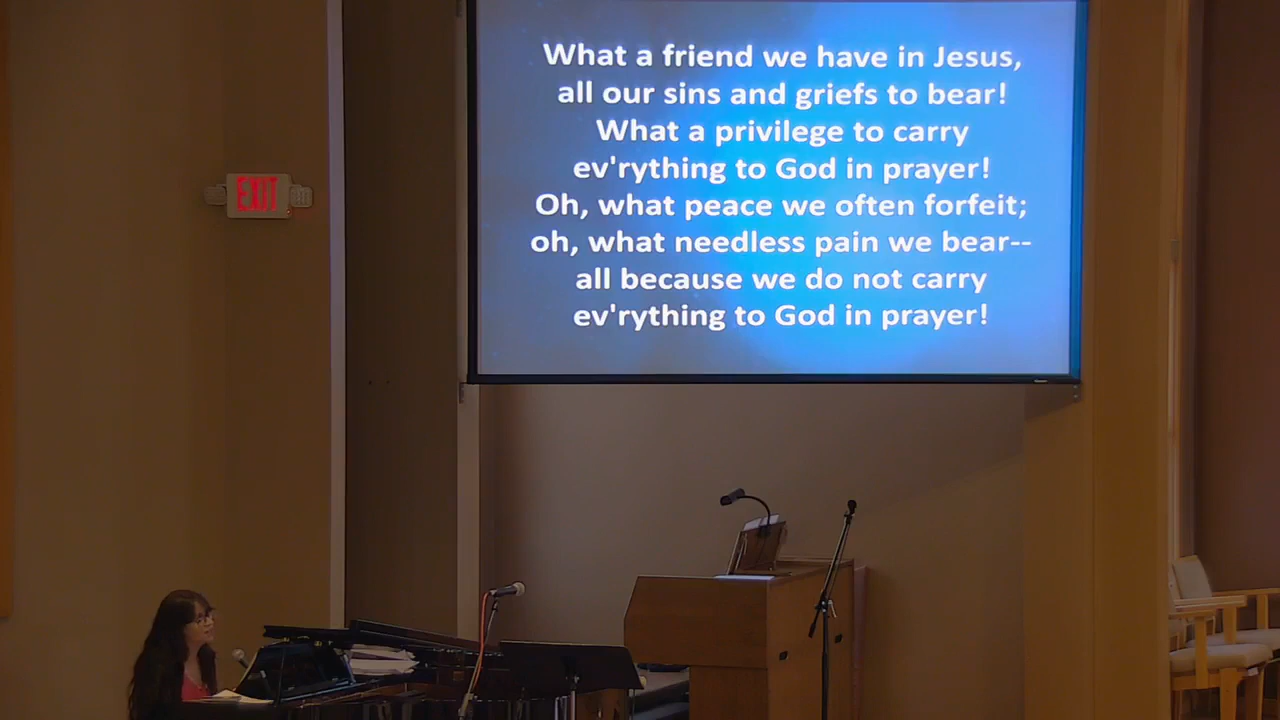 What a friend we have in Jesus,
all our sins and griefs to bear!
What a privilege to carry
ev'rything to God in prayer!
Oh, what peace we often forfeit;
oh, what needless pain we bear--
all because we do not carry
ev'rything to God in prayer!
EXIT